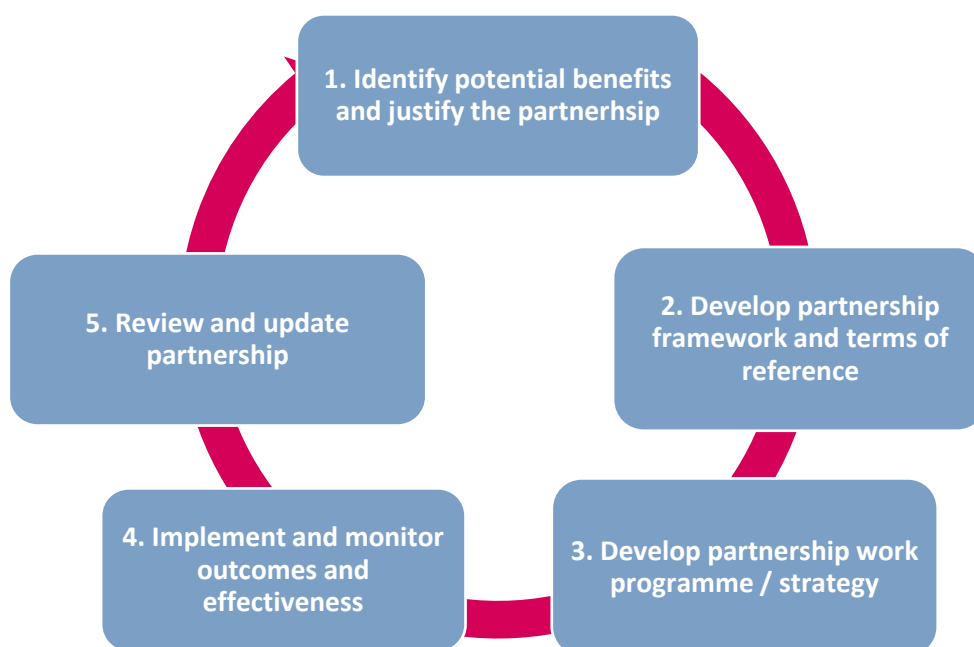 1. Identify potential benefits
and justify the partnerhsip
2. Develop partnership
framework and terms of
reference
3. Develop partnership work
programme / strategy
4. Implement and monitor
outcomes and
effectiveness
5. Review and update
partnership